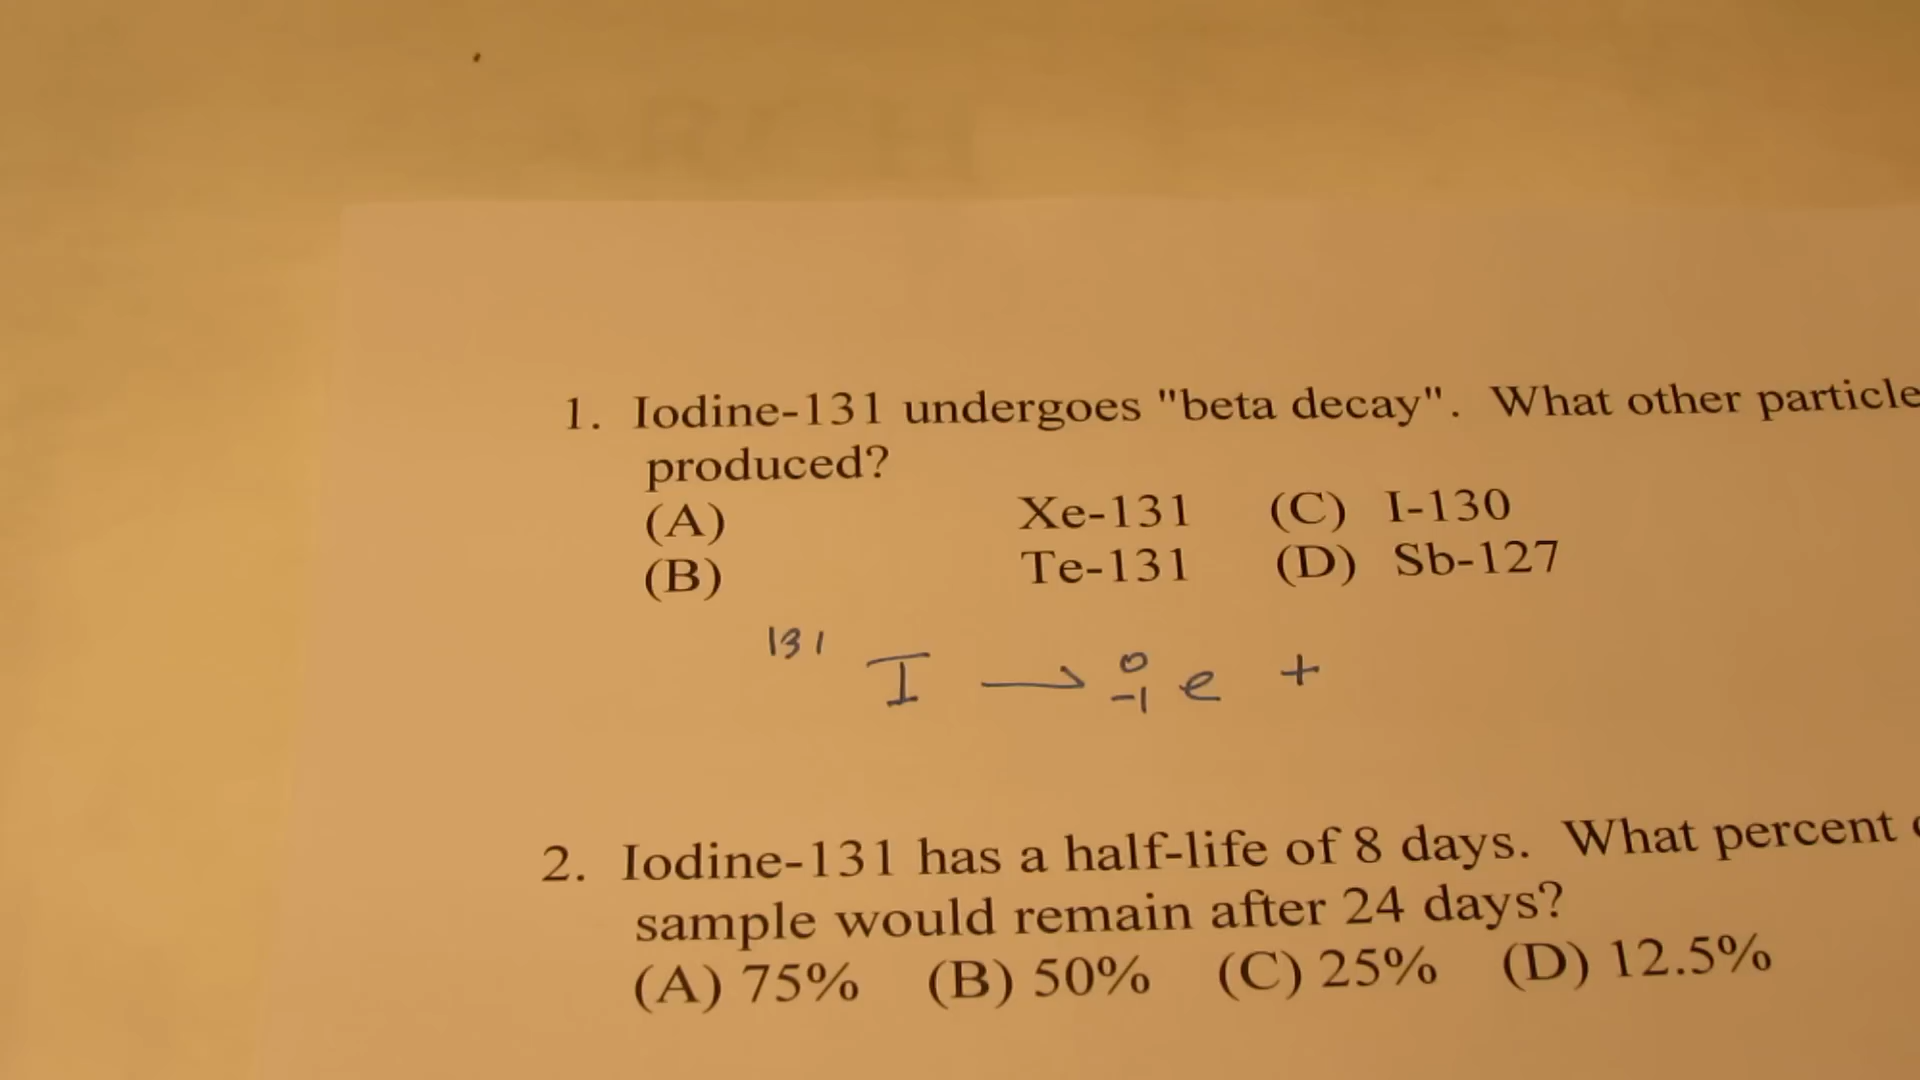 1. Iodine-131 undergoes "beta decay". What other particle
produced?
(A) Xe-131 (C) I-130
(B) Te-131 (D) Sb-127
131 I → 0 -1 e +
2. Iodine-131 has a half-life of 8 days. What percent
sample would remain after 24 days?
(A) 75% (B) 50% (C) 25% (D) 12.5%